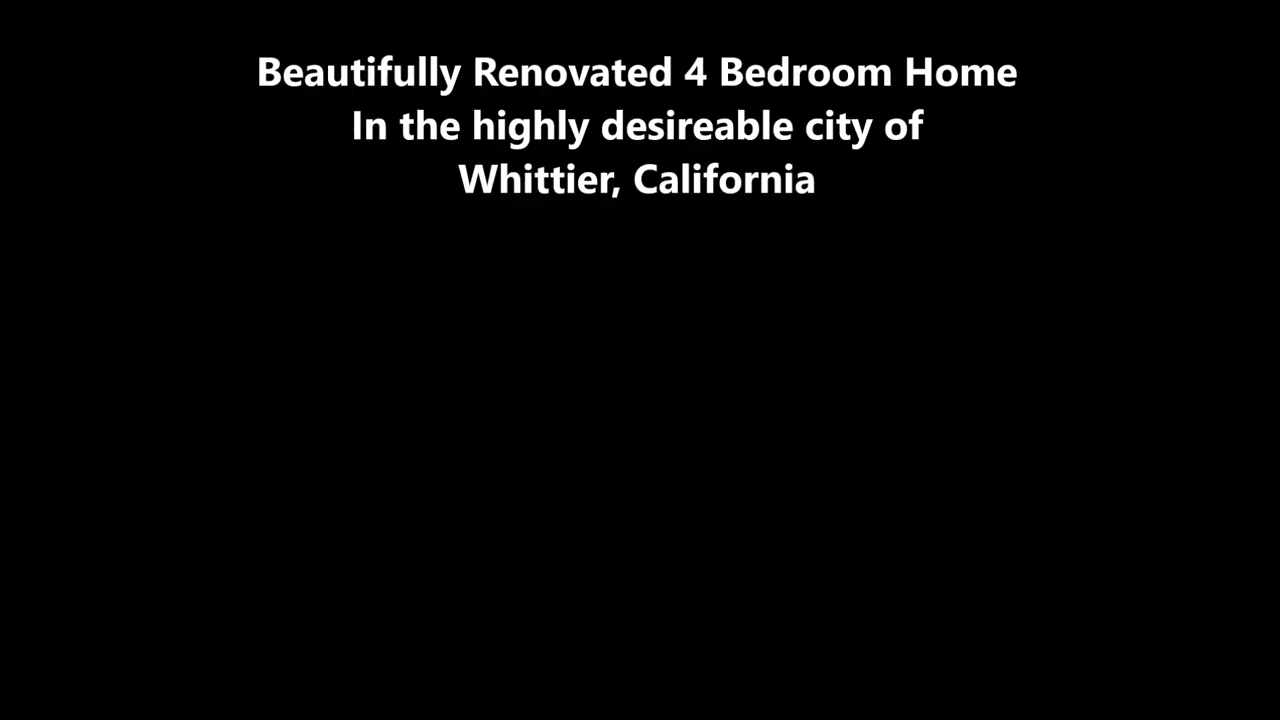 Beautifully Renovated 4 Bedroom Home
In the highly desireable city of
Whittier, California